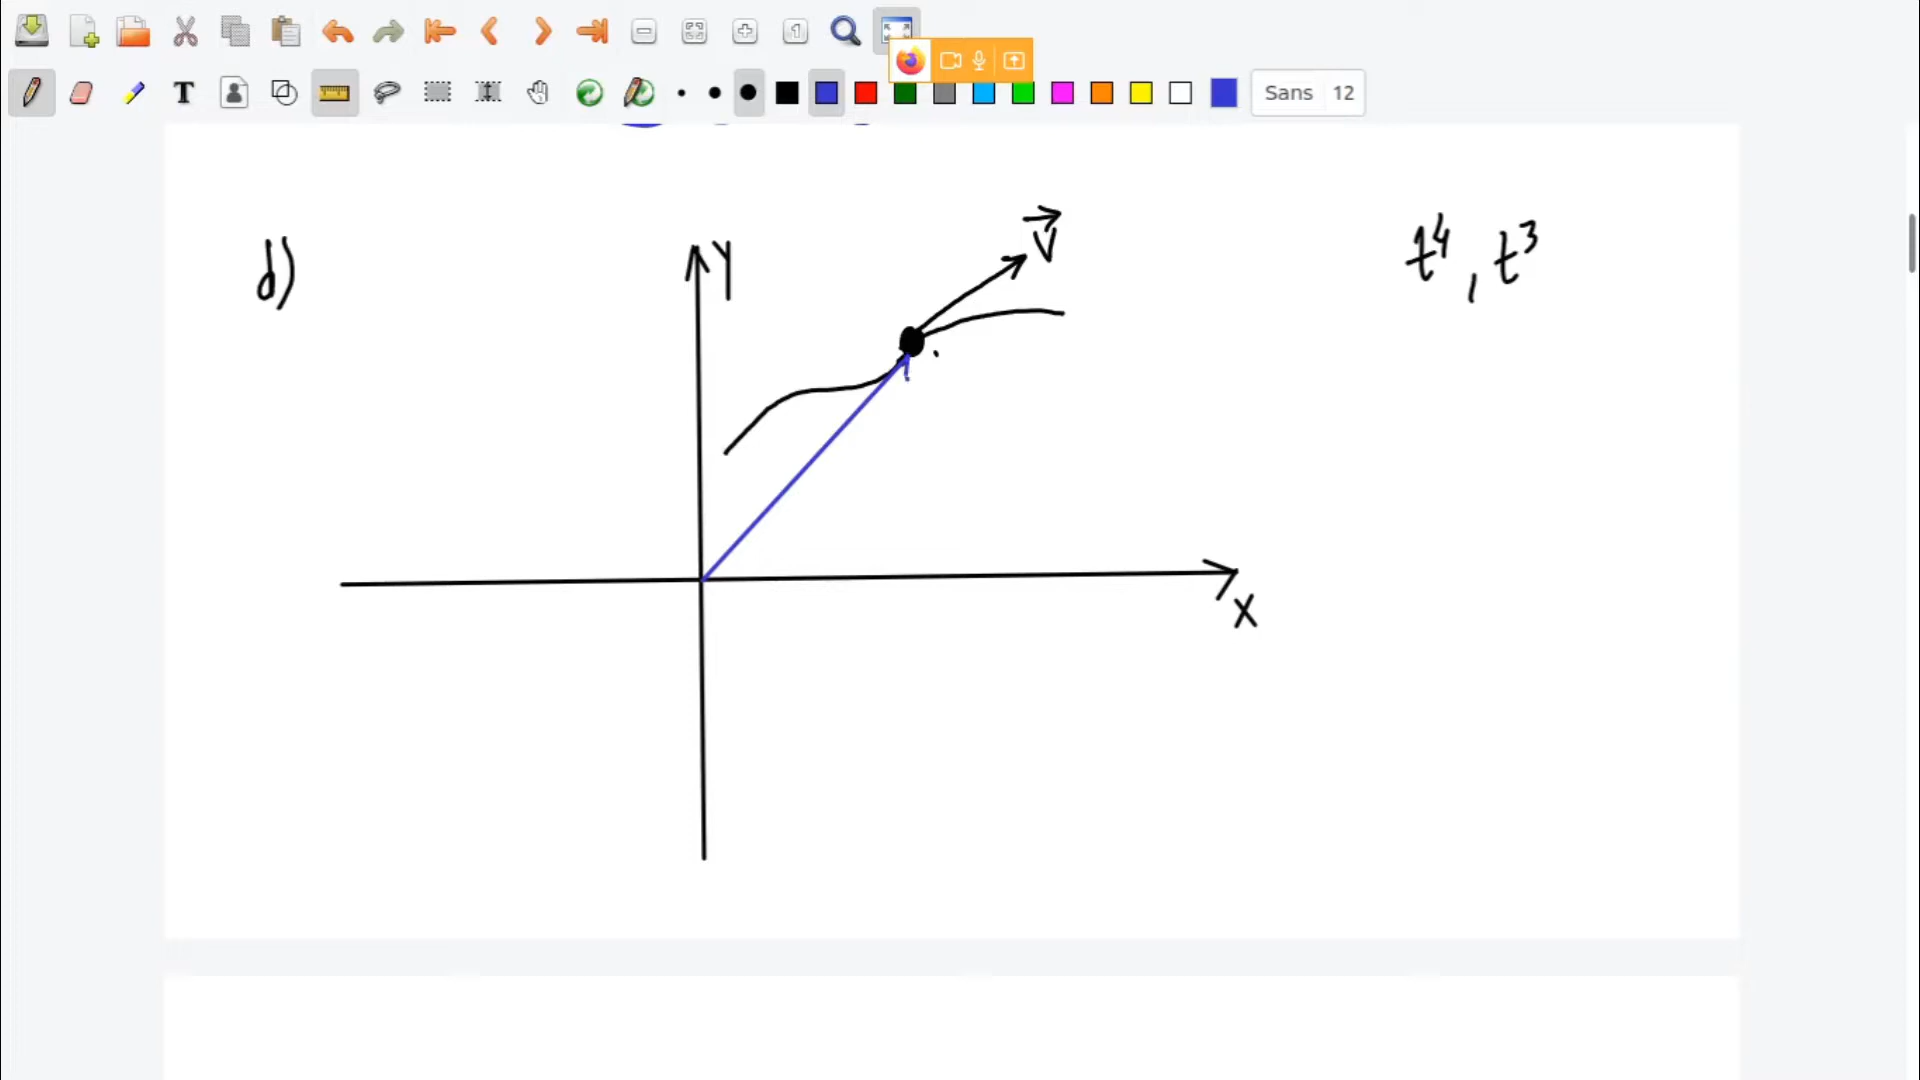 T Sans 12
d)
Y
V
t⁴, t³
X